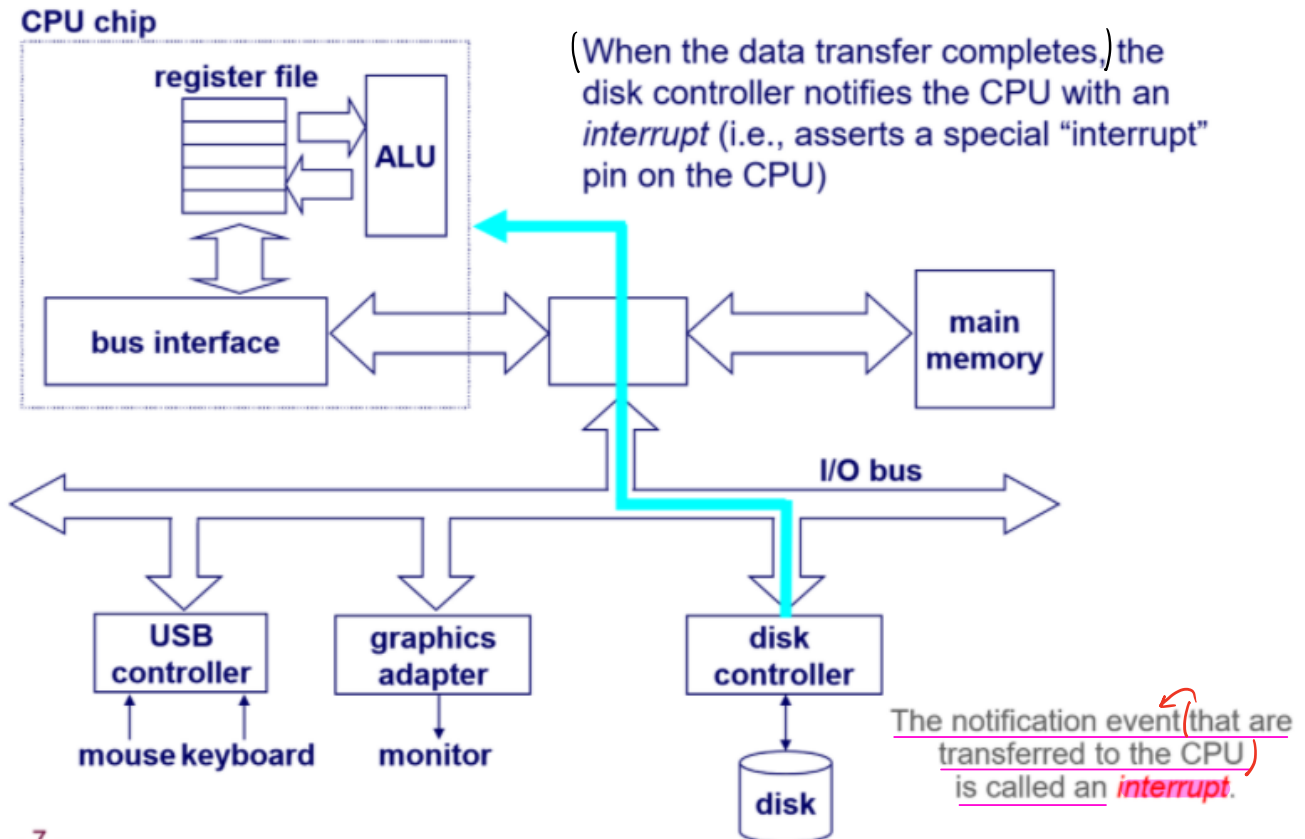 CPU chip
(When the data transfer completes,) the
disk controller notifies the CPU with an
interrupt (i.e., asserts a special “interrupt”
pin on the CPU)
register file
ALU
bus interface
main
memory
I/O bus
USB
controller
graphics
adapter
disk
controller
mouse keyboard
monitor
disk
The notification event (that are
transferred to the CPU)
is called an interrupt.
7